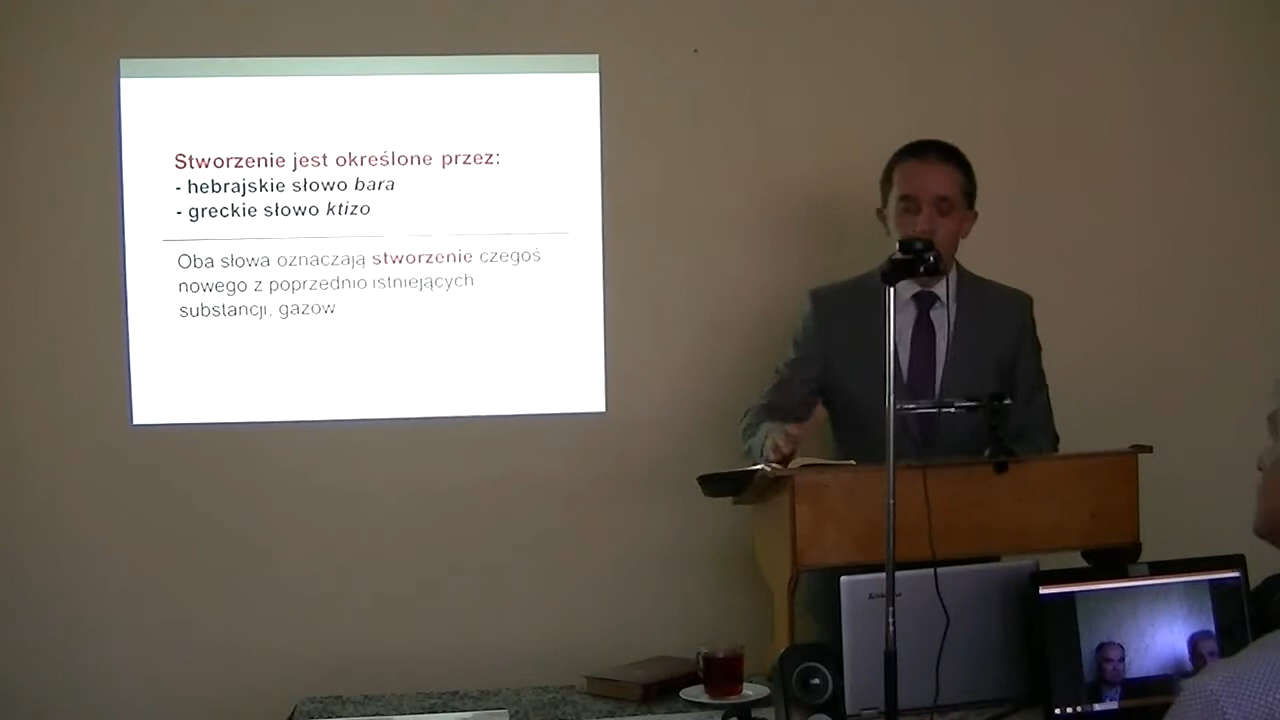 Stworzenie jest określone przez:
- hebrajskie słowo bara
- greckie słowo ktizo
Oba słowa oznaczają stworzenie czegoś
nowego z poprzednio istniejących
substancji, gazów